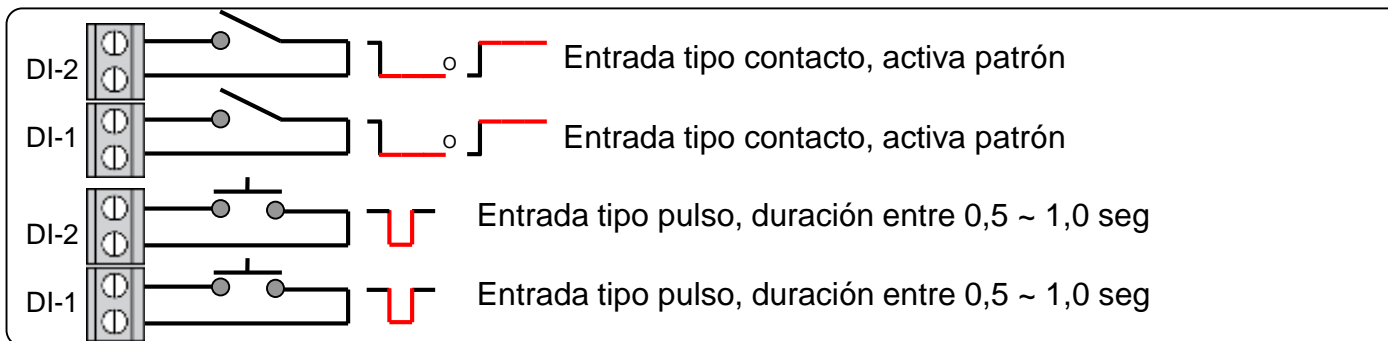 DI-2 o Entrada tipo contacto, activa patrón
DI-1 o Entrada tipo contacto, activa patrón
DI-2 Entrada tipo pulso, duración entre 0,5 ~ 1,0 seg
DI-1 Entrada tipo pulso, duración entre 0,5 ~ 1,0 seg